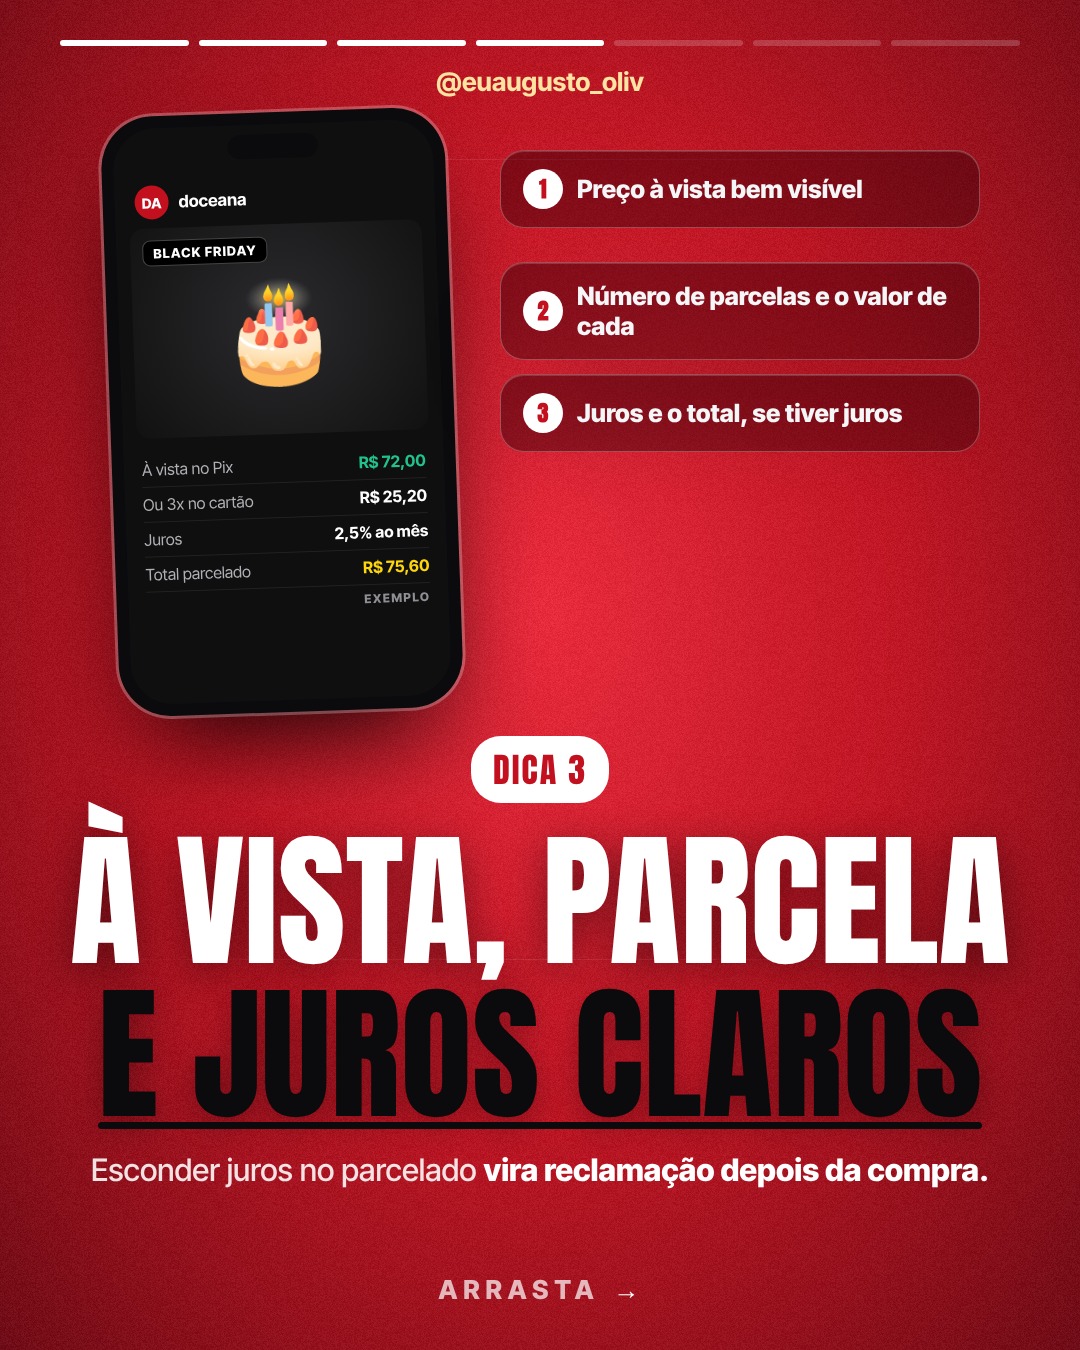 @euaugusto_oliv
DA doceana
BLACK FRIDAY
À vista no Pix R$ 72,00
Ou 3x no cartão R$ 25,20
Juros 2,5% ao mês
Total parcelado R$ 75,60
EXEMPLO
1 Preço à vista bem visível
2 Número de parcelas e o valor de
cada
3 Juros e o total, se tiver juros
DICA 3
À VISTA, PARCELA
E JUROS CLAROS
Esconder juros no parcelado vira reclamação depois da compra.
ARRASTA →